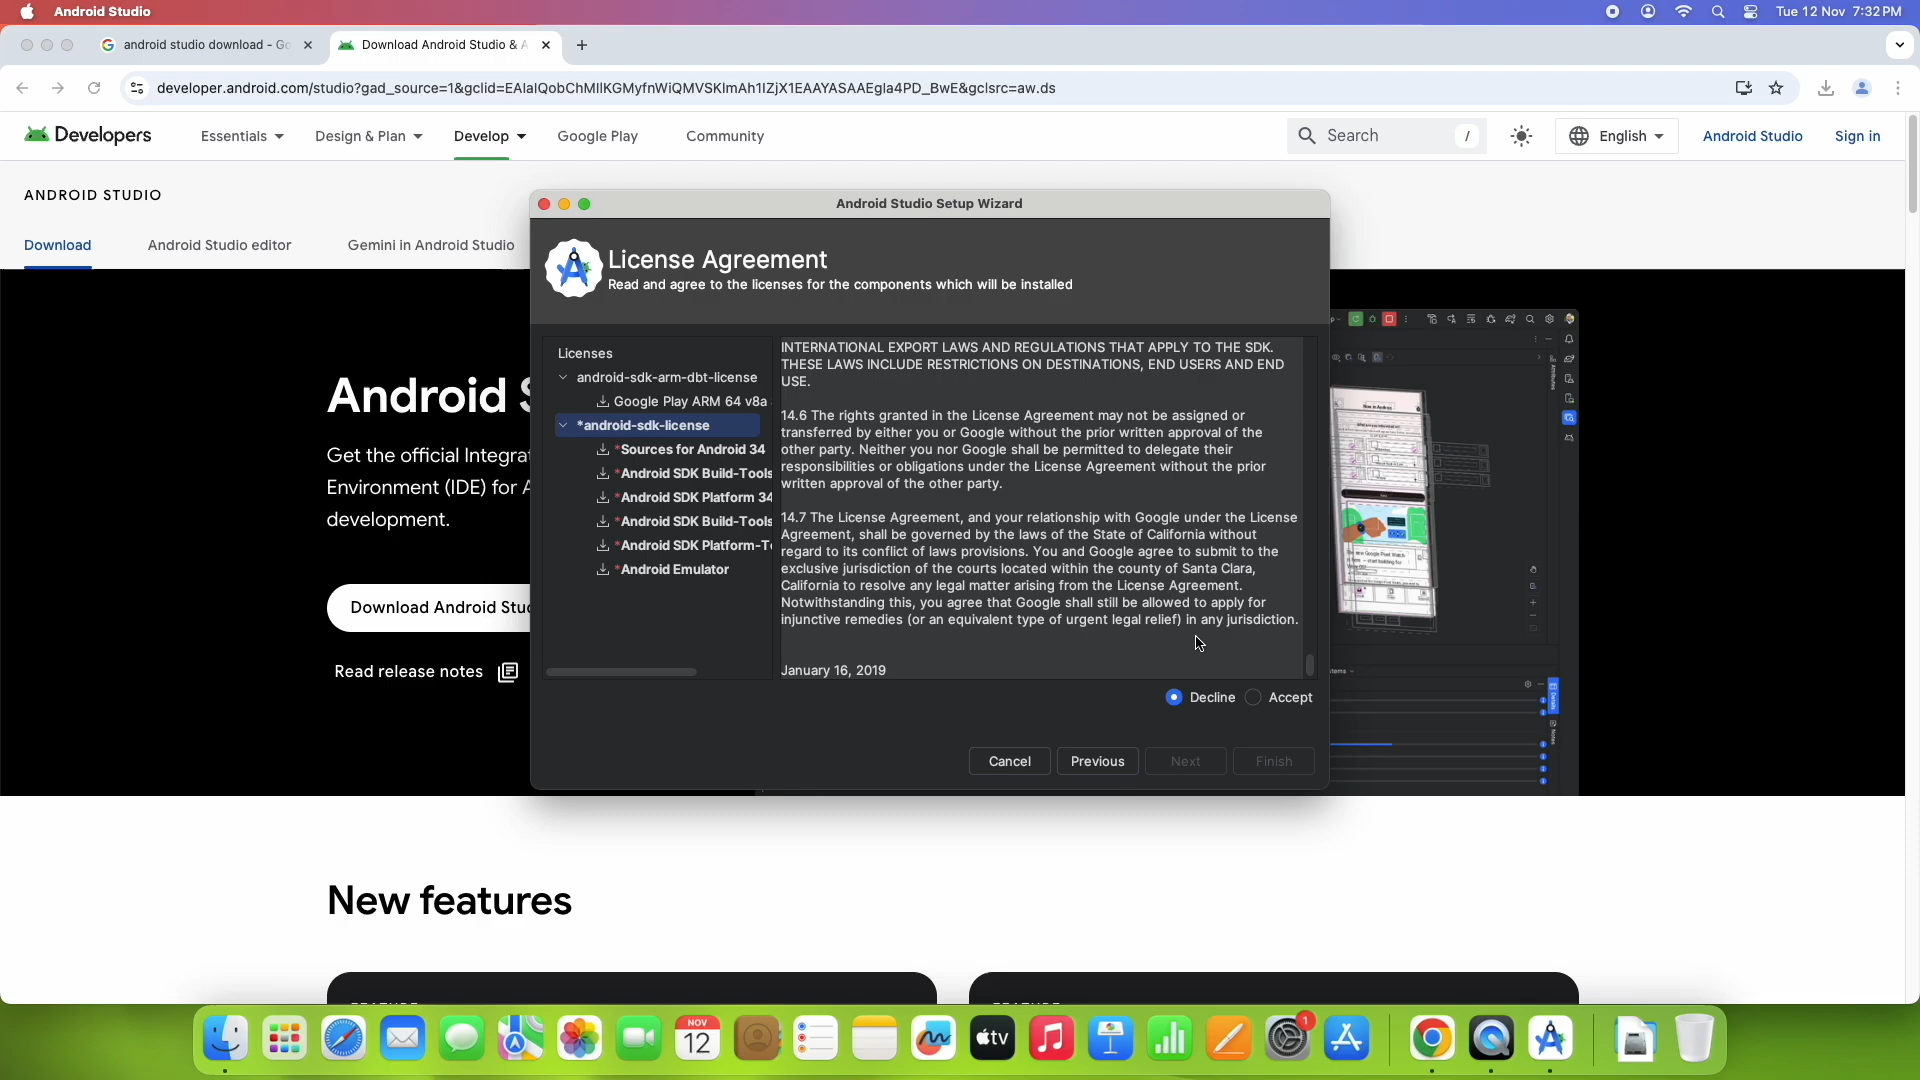 Android Studio
Tue 12 Nov 7:32 PM
android studio download - Go
Download Android Studio & A
developer.android.com/studio?gad_source=1&gclid=EAIaIQobChMIlKGMyfnWiQMVSKlmAh1IZjX1EAAYASAAEgla4PD_BwE&gclsrc=aw.ds
Developers
Essentials
Design & Plan
Develop
Google Play
Community
Search
/
English
Android Studio
Sign in
ANDROID STUDIO
Download
Android Studio editor
Gemini in Android Studio
Android S
Get the official Integrat
Environment (IDE) for A
development.
Download Android Stud
Read release notes
Android Studio Setup Wizard
License Agreement
Read and agree to the licenses for the components which will be installed
Licenses
android-sdk-arm-dbt-license
Google Play ARM 64 v8a
*android-sdk-license
*Sources for Android 34
*Android SDK Build-Tools
*Android SDK Platform 34
*Android SDK Build-Tools
*Android SDK Platform-To
*Android Emulator
INTERNATIONAL EXPORT LAWS AND REGULATIONS THAT APPLY TO THE SDK.
THESE LAWS INCLUDE RESTRICTIONS ON DESTINATIONS, END USERS AND END
USE.
14.6 The rights granted in the License Agreement may not be assigned or
transferred by either you or Google without the prior written approval of the
other party. Neither you nor Google shall be permitted to delegate their
responsibilities or obligations under the License Agreement without the prior
written approval of the other party.
14.7 The License Agreement, and your relationship with Google under the License
Agreement, shall be governed by the laws of the State of California without
regard to its conflict of laws provisions. You and Google agree to submit to the
exclusive jurisdiction of the courts located within the county of Santa Clara,
California to resolve any legal matter arising from the License Agreement.
Notwithstanding this, you agree that Google shall still be allowed to apply for
injunctive remedies (or an equivalent type of urgent legal relief) in any jurisdiction.
January 16, 2019
Decline
Accept
Cancel
Previous
Next
Finish
New features
NOV
12
tv
1